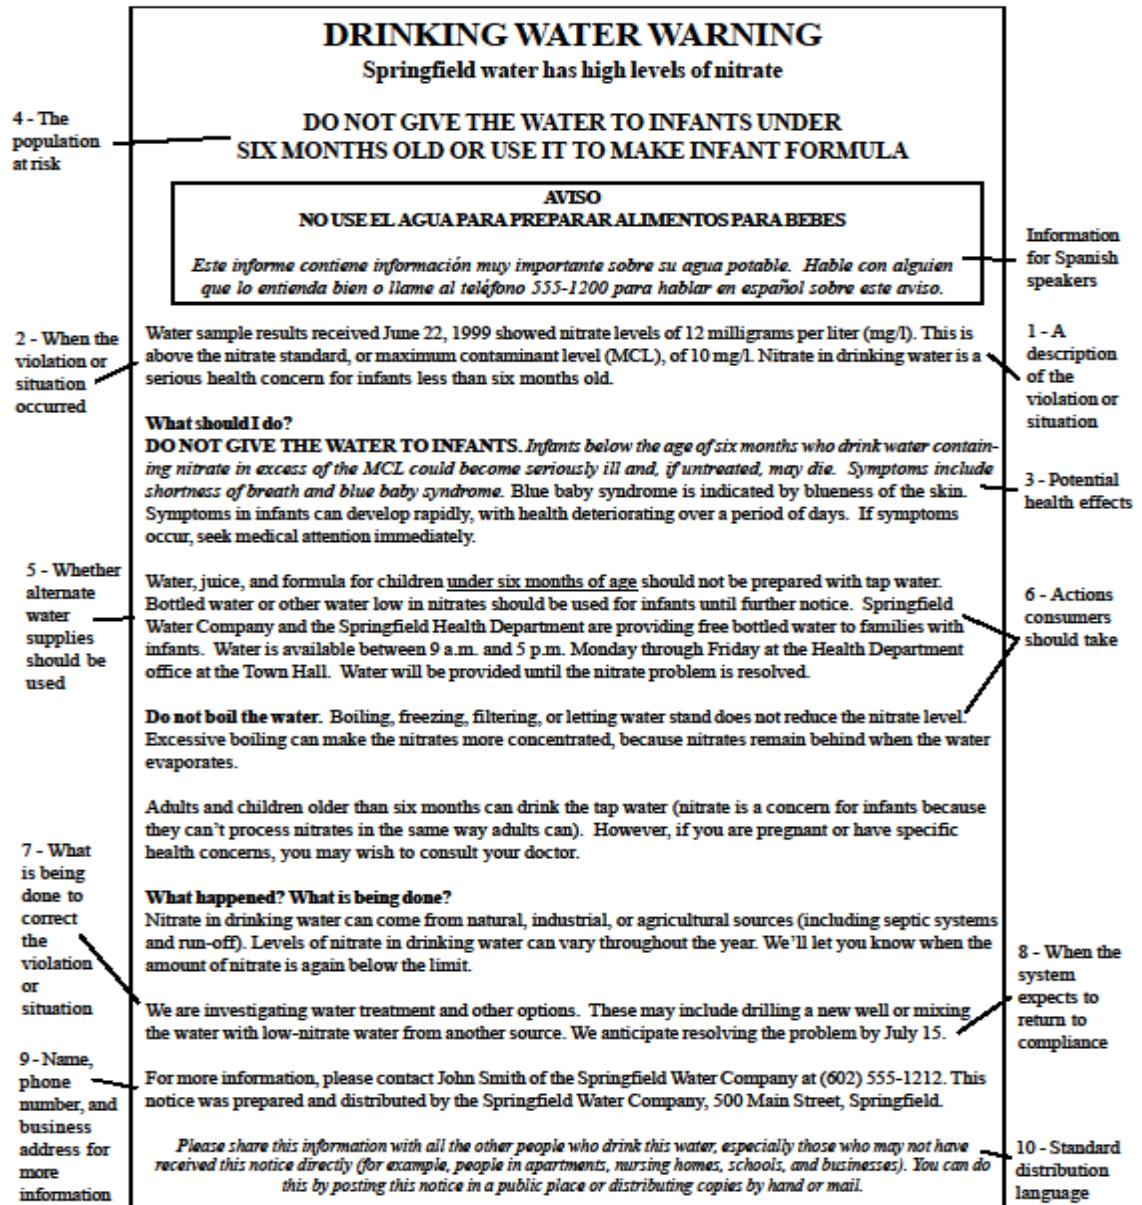 DRINKING WATER WARNING
Springfield water has high levels of nitrate
4 - The
population
at risk
DO NOT GIVE THE WATER TO INFANTS UNDER
SIX MONTHS OLD OR USE IT TO MAKE INFANT FORMULA
AVISO
NO USE EL AGUA PARA PREPARAR ALIMENTOS PARA BEBES
Este informe contiene información muy importante sobre su agua potable. Hable con alguien
que lo entienda bien o llame al teléfono 555-1200 para hablar en español sobre este aviso.
Information
for Spanish
speakers
2 - When the
violation or
situation
occurred
Water sample results received June 22, 1999 showed nitrate levels of 12 milligrams per liter (mg/l). This is
above the nitrate standard, or maximum contaminant level (MCL), of 10 mg/l. Nitrate in drinking water is a
serious health concern for infants less than six months old.
1 - A
description
of the
violation or
situation
What should I do?
DO NOT GIVE THE WATER TO INFANTS. Infants below the age of six months who drink water contain-
ing nitrate in excess of the MCL could become seriously ill and, if untreated, may die. Symptoms include
shortness of breath and blue baby syndrome. Blue baby syndrome is indicated by blueness of the skin.
Symptoms in infants can develop rapidly, with health deteriorating over a period of days. If symptoms
occur, seek medical attention immediately.
3 - Potential
health effects
5 - Whether
alternate
water
supplies
should be
used
Water, juice, and formula for children under six months of age should not be prepared with tap water.
Bottled water or other water low in nitrates should be used for infants until further notice. Springfield
Water Company and the Springfield Health Department are providing free bottled water to families with
infants. Water is available between 9 a.m. and 5 p.m. Monday through Friday at the Health Department
office at the Town Hall. Water will be provided until the nitrate problem is resolved.
6 - Actions
consumers
should take
Do not boil the water. Boiling, freezing, filtering, or letting water stand does not reduce the nitrate level.
Excessive boiling can make the nitrates more concentrated, because nitrates remain behind when the water
evaporates.
Adults and children older than six months can drink the tap water (nitrate is a concern for infants because
they can't process nitrates in the same way adults can). However, if you are pregnant or have specific
health concerns, you may wish to consult your doctor.
7 - What
is being
done to
correct
the
violation
or
situation
What happened? What is being done?
Nitrate in drinking water can come from natural, industrial, or agricultural sources (including septic systems
and run-off). Levels of nitrate in drinking water can vary throughout the year. We'll let you know when the
amount of nitrate is again below the limit.
We are investigating water treatment and other options. These may include drilling a new well or mixing
the water with low-nitrate water from another source. We anticipate resolving the problem by July 15.
8 - When the
system
expects to
return to
compliance
9 - Name,
phone
number, and
business
address for
more
information
For more information, please contact John Smith of the Springfield Water Company at (602) 555-1212. This
notice was prepared and distributed by the Springfield Water Company, 500 Main Street, Springfield.
Please share this information with all the other people who drink this water, especially those who may not have
received this notice directly (for example, people in apartments, nursing homes, schools, and businesses). You can do
this by posting this notice in a public place or distributing copies by hand or mail.
10 - Standard
distribution
language